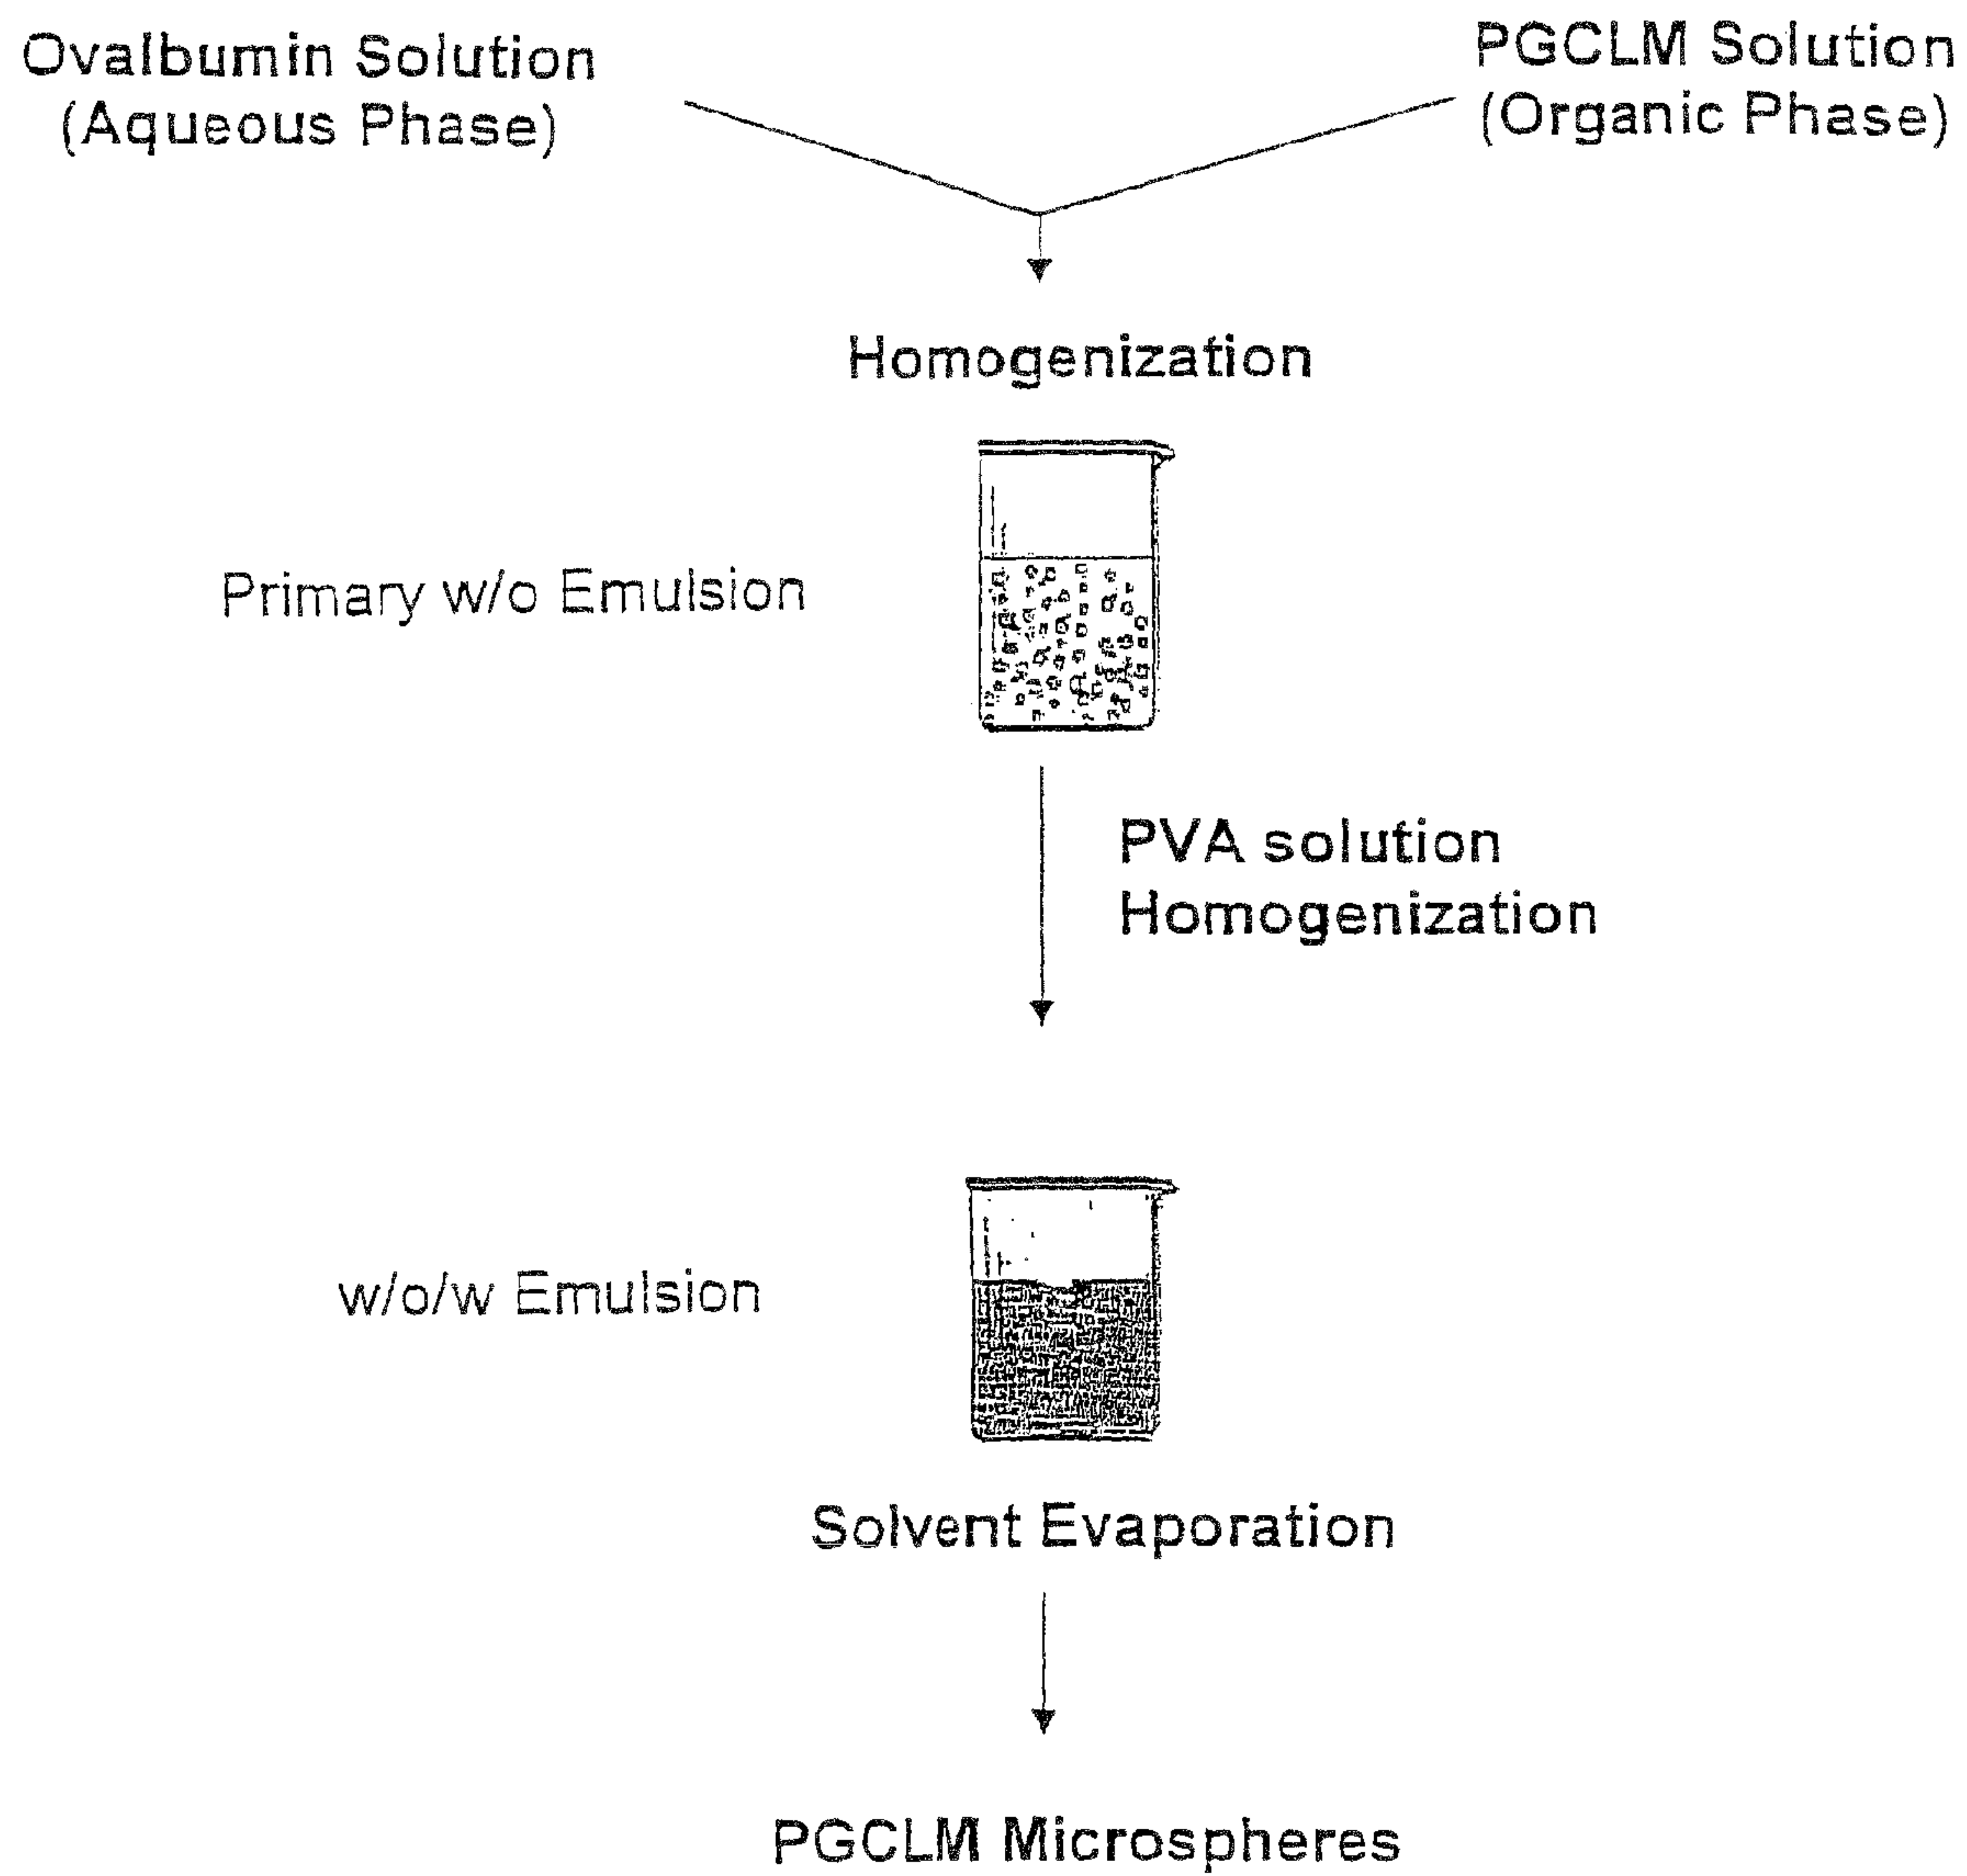 Ovalbumin Solution
(Aqueous Phase)
PGCLM Solution
(Organic Phase)
Homogenization
Primary w/o Emulsion
PVA solution
Homogenization
w/o/w Emulsion
Solvent Evaporation
PGCLM Microspheres